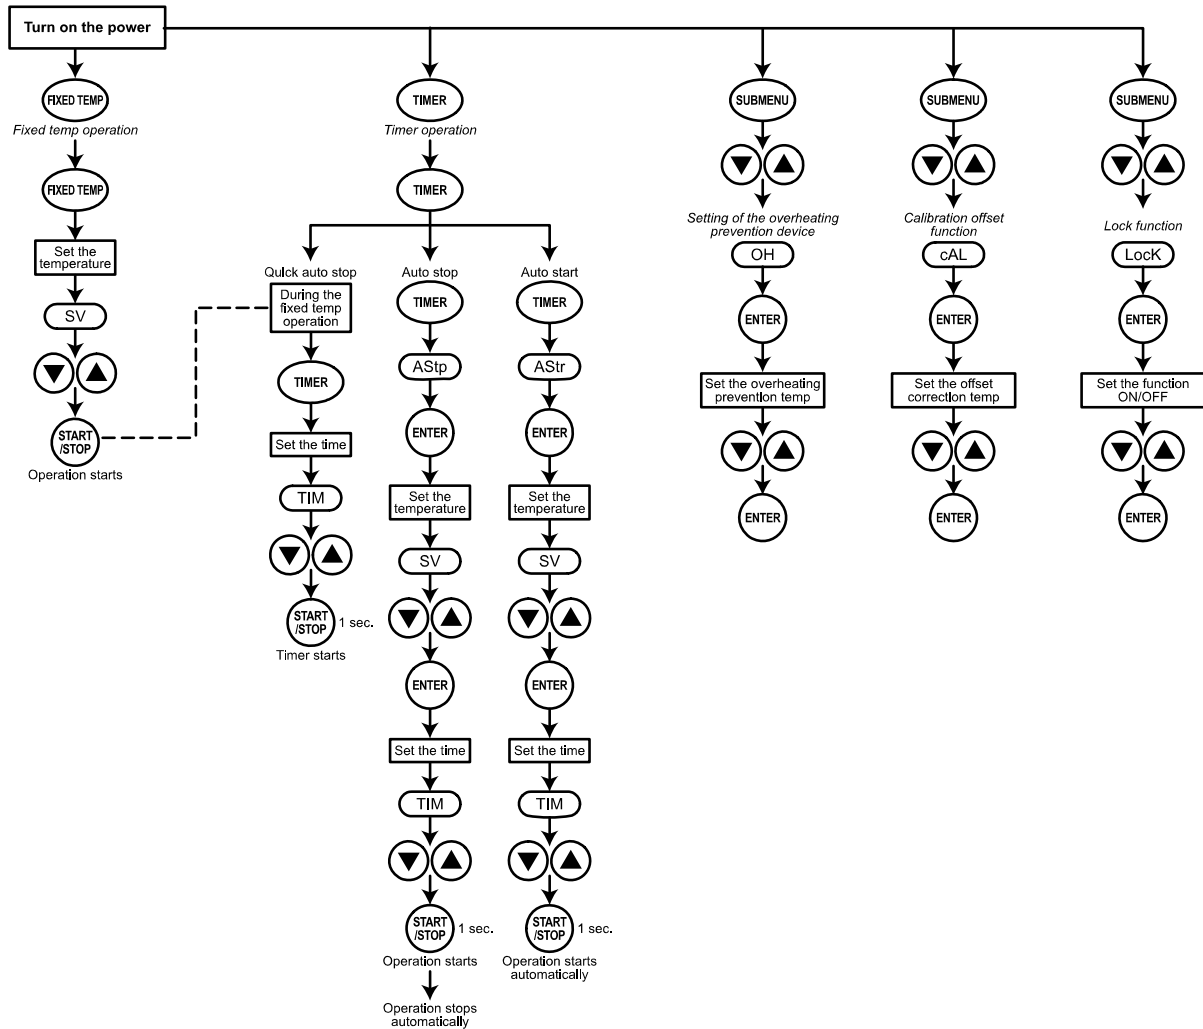 Turn on the power
FIXED TEMP
Fixed temp operation
FIXED TEMP
Set the
temperature
SV
START
/STOP
Operation starts
TIMER
Timer operation
TIMER
Quick auto stop
During the
fixed temp
operation
TIMER
Set the time
TIM
START
/STOP
1 sec.
Timer starts
Auto stop
TIMER
AStp
ENTER
Set the
temperature
SV
ENTER
Set the time
TIM
START
/STOP
1 sec.
Operation starts
Operation stops
automatically
Auto start
TIMER
AStr
ENTER
Set the
temperature
SV
ENTER
Set the time
TIM
START
/STOP
1 sec.
Operation starts
automatically
SUBMENU
Setting of the overheating
prevention device
OH
ENTER
Set the overheating
prevention temp
ENTER
SUBMENU
Calibration offset
function
cAL
ENTER
Set the offset
correction temp
ENTER
SUBMENU
Lock function
LocK
ENTER
Set the function
ON/OFF
ENTER